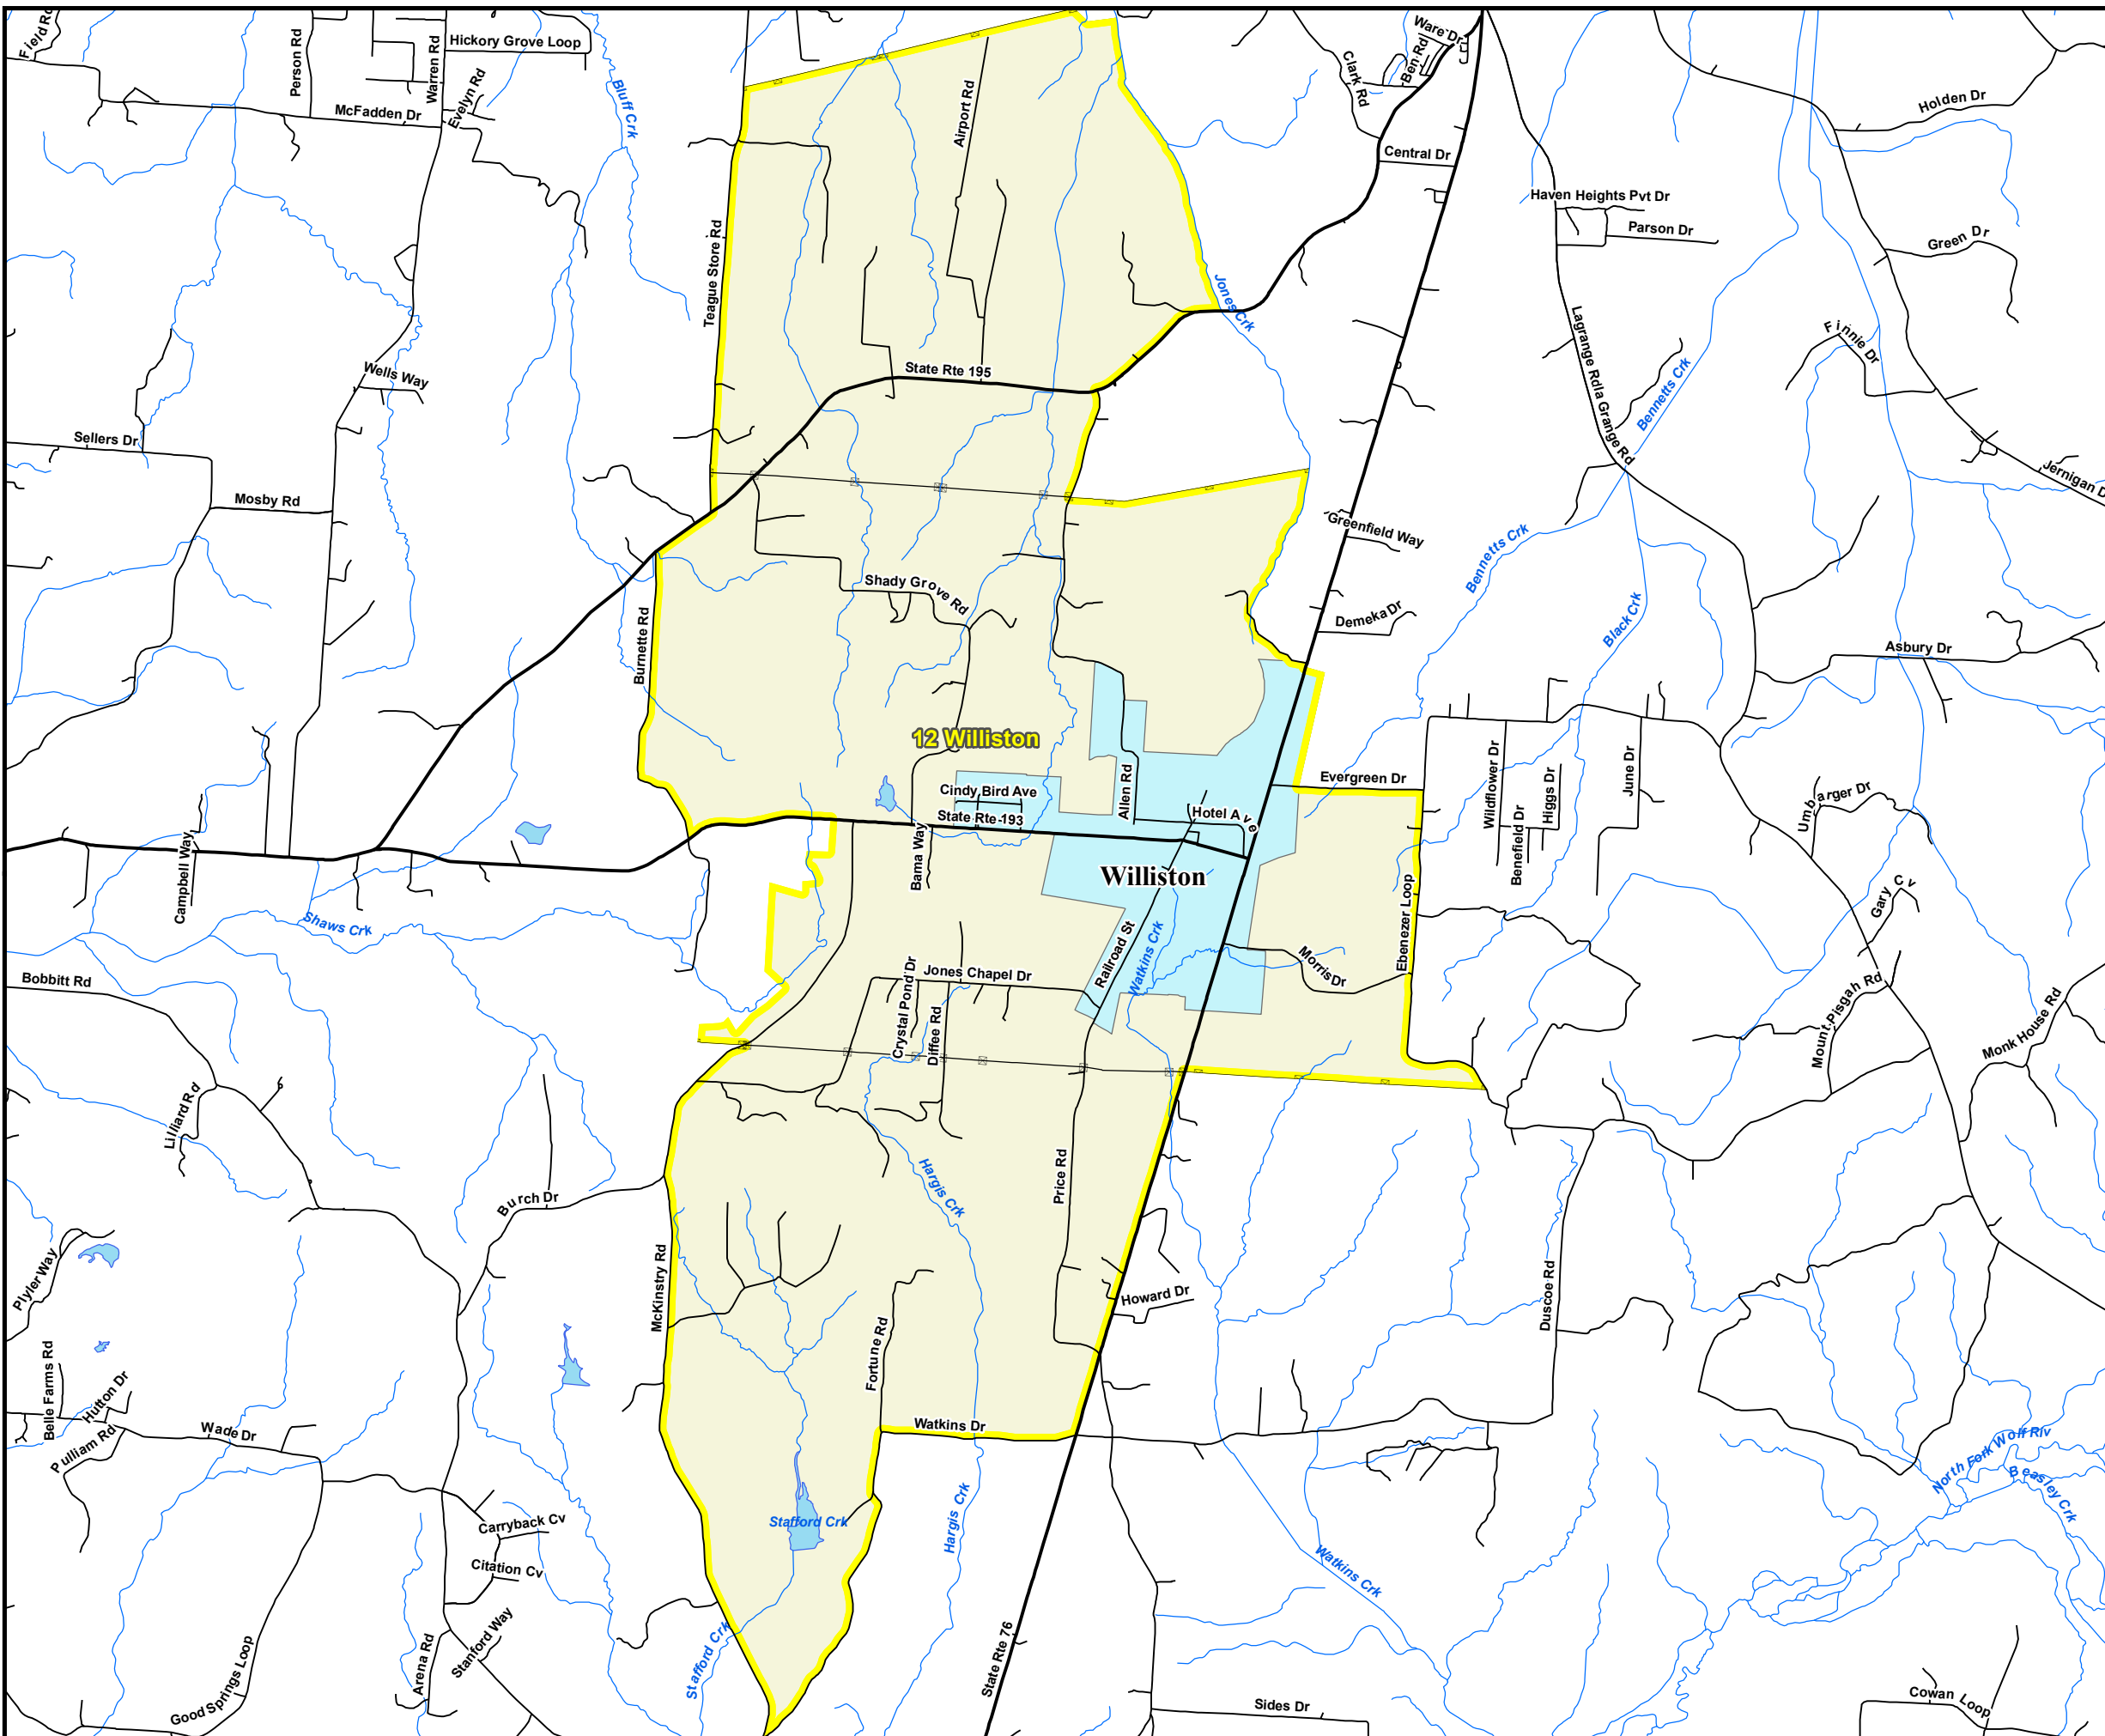 Field Rd
Person Rd
Warren Rd
Hickory Grove Loop
Evelyn Rd
McFadden Dr
Bluff Crk
Airport Rd
Ware Dr
Ben Rd
Clark Rd
Central Dr
Holden Dr
Haven Heights Pvt Dr
Parson Dr
Green Dr
Teague Store Rd
Jones Crk
Lagrange Rdla Grange Rd
Finnie Dr
Bennetts Crk
State Rte 195
Wells Way
Sellers Dr
Mosby Rd
Jernigan D
Greenfield Way
Bennetts Crk
Shady Grove Rd
Burnette Rd
Demeka Dr
Black Crk
Asbury Dr
12 Williston
Evergreen Dr
Wildflower Dr
Higgs Dr
June Dr
Benefield Dr
Umbarger Dr
Cindy Bird Ave
Allen Rd
Hotel Ave
State Rte 193
Bama Way
Williston
Campbell Way
Shaws Crk
Gary Cv
Ebenezer Loop
Railroad St
Watkins Crk
Morris Dr
Bobbitt Rd
Jones Chapel Dr
Crystal Pond Dr
Diffee Rd
Mount Pisgah Rd
Monk House Rd
Lilliard Rd
Hargis Crk
Price Rd
Burch Dr
Plyler Way
McKinstry Rd
Howard Dr
Duscoe Rd
Fortune Rd
Belle Farms Rd
Hutton Dr
Pulliam Rd
Wade Dr
Watkins Dr
North Fork Wolf Riv
Beasley Crk
Stafford Crk
Hargis Crk
Carryback Cv
Citation Cv
Watkins Crk
Stafford Crk
Good Springs Loop
Arena Rd
Stanford Way
State Rte 76
Sides Dr
Cowan Loop